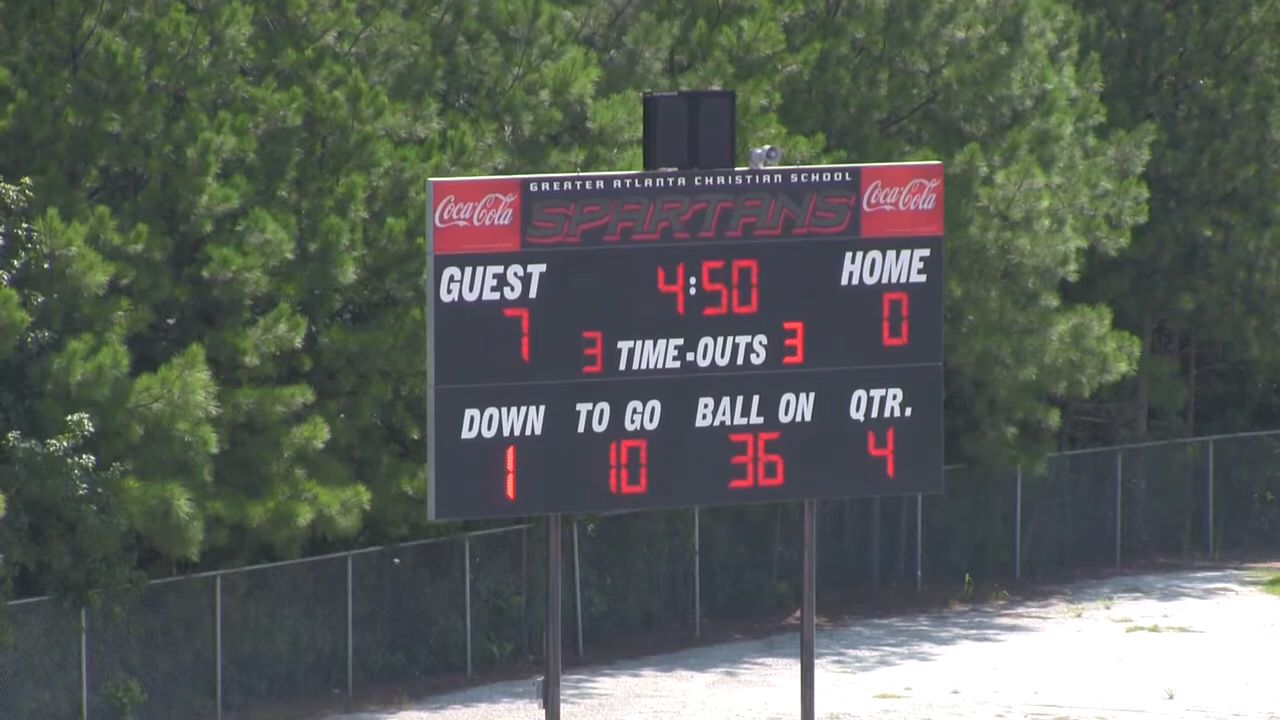 GREATER ATLANTA CHRISTIAN SCHOOL
Coca-Cola SPARTANS Coca-Cola
GUEST 4:50 HOME
7 3 TIME-OUTS 3 0
DOWN TO GO BALL ON QTR.
1 10 36 4